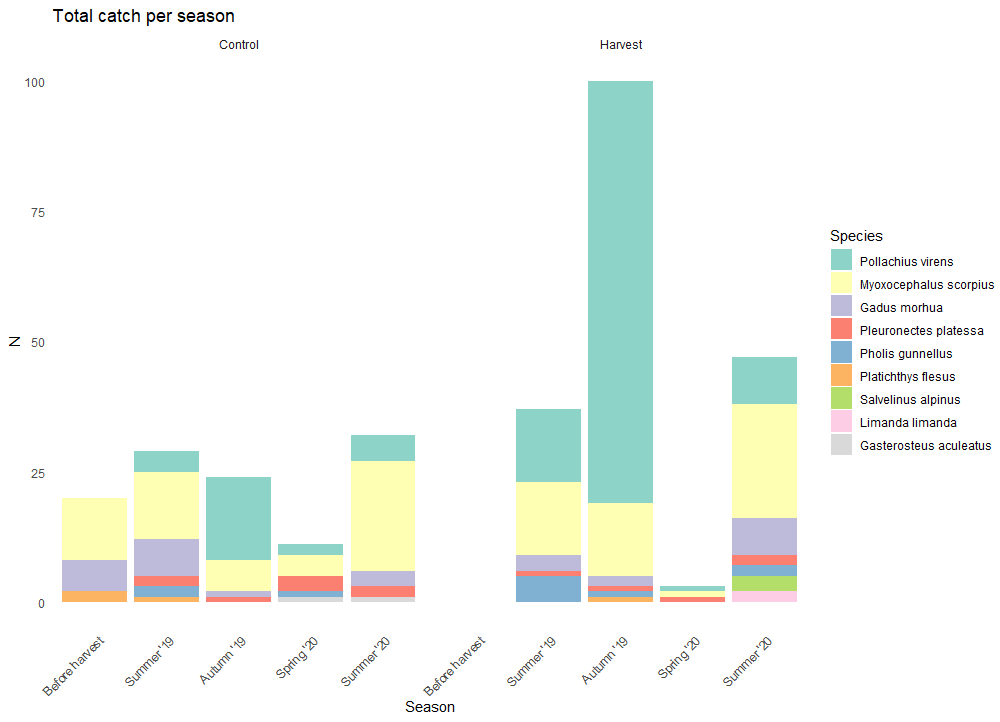 Total catch per season
Control
Harvest
100
75
50
25
0
N
Before harvest
Summer '19
Autumn '19
Spring '20
Summer '20
Before harvest
Summer '19
Autumn '19
Spring '20
Summer '20
Season
Species
Pollachius virens
Myoxocephalus scorpius
Gadus morhua
Pleuronectes platessa
Pholis gunnellus
Platichthys flesus
Salvelinus alpinus
Limanda limanda
Gasterosteus aculeatus